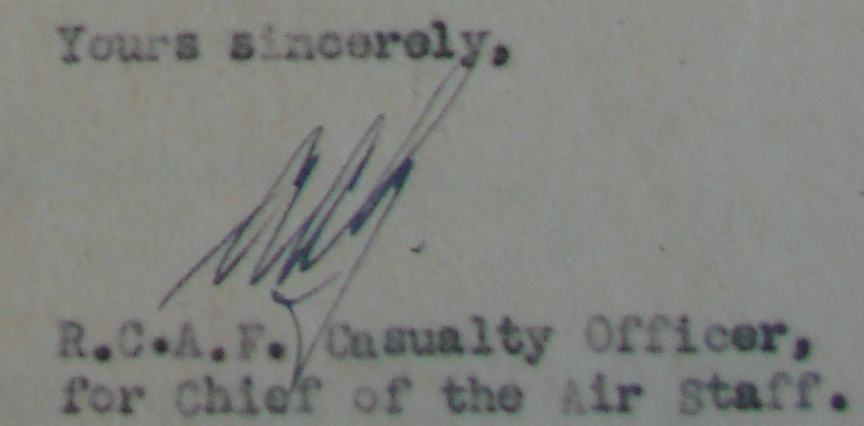 Yours sincerely,
R.C.A.F. Casualty Officer,
for Chief of the Air Staff.